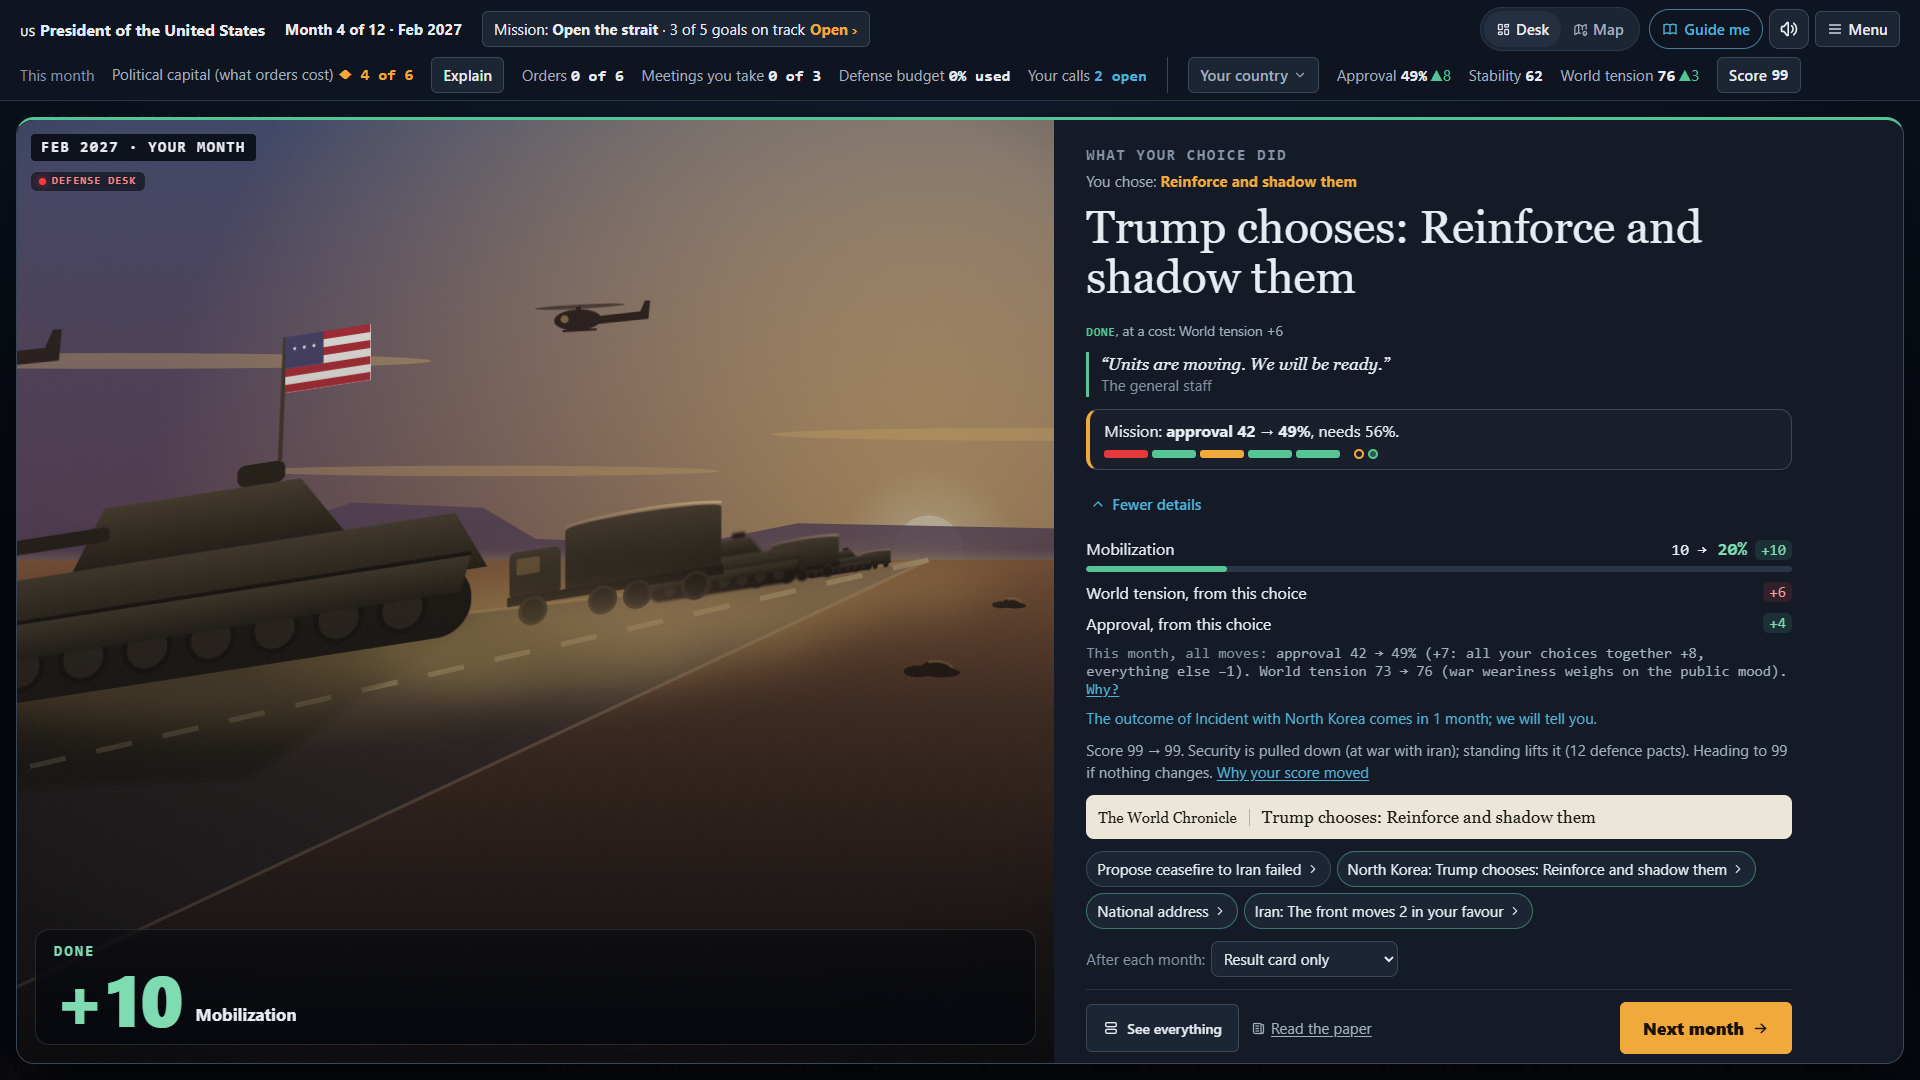 US President of the United States
Month 4 of 12 · Feb 2027
Mission: Open the strait · 3 of 5 goals on track Open ›
Desk
Map
Guide me
Menu
This month
Political capital (what orders cost) 4 of 6
Explain
Orders 0 of 6
Meetings you take 0 of 3
Defense budget 0% used
Your calls 2 open
Your country
Approval 49% ▲8
Stability 62
World tension 76 ▲3
Score 99
FEB 2027 · YOUR MONTH
DEFENSE DESK
DONE
+10 Mobilization
WHAT YOUR CHOICE DID
You chose: Reinforce and shadow them
Trump chooses: Reinforce and
shadow them
DONE, at a cost: World tension +6
“Units are moving. We will be ready.”
The general staff
Mission: approval 42 → 49%, needs 56%.
Fewer details
Mobilization 10 → 20% +10
World tension, from this choice +6
Approval, from this choice +4
This month, all moves: approval 42 → 49% (+7: all your choices together +8,
everything else −1). World tension 73 → 76 (war weariness weighs on the public mood).
Why?
The outcome of Incident with North Korea comes in 1 month; we will tell you.
Score 99 → 99. Security is pulled down (at war with iran); standing lifts it (12 defence pacts). Heading to 99
if nothing changes. Why your score moved
The World Chronicle | Trump chooses: Reinforce and shadow them
Propose ceasefire to Iran failed ›
North Korea: Trump chooses: Reinforce and shadow them ›
National address ›
Iran: The front moves 2 in your favour ›
After each month: Result card only
See everything
Read the paper
Next month →